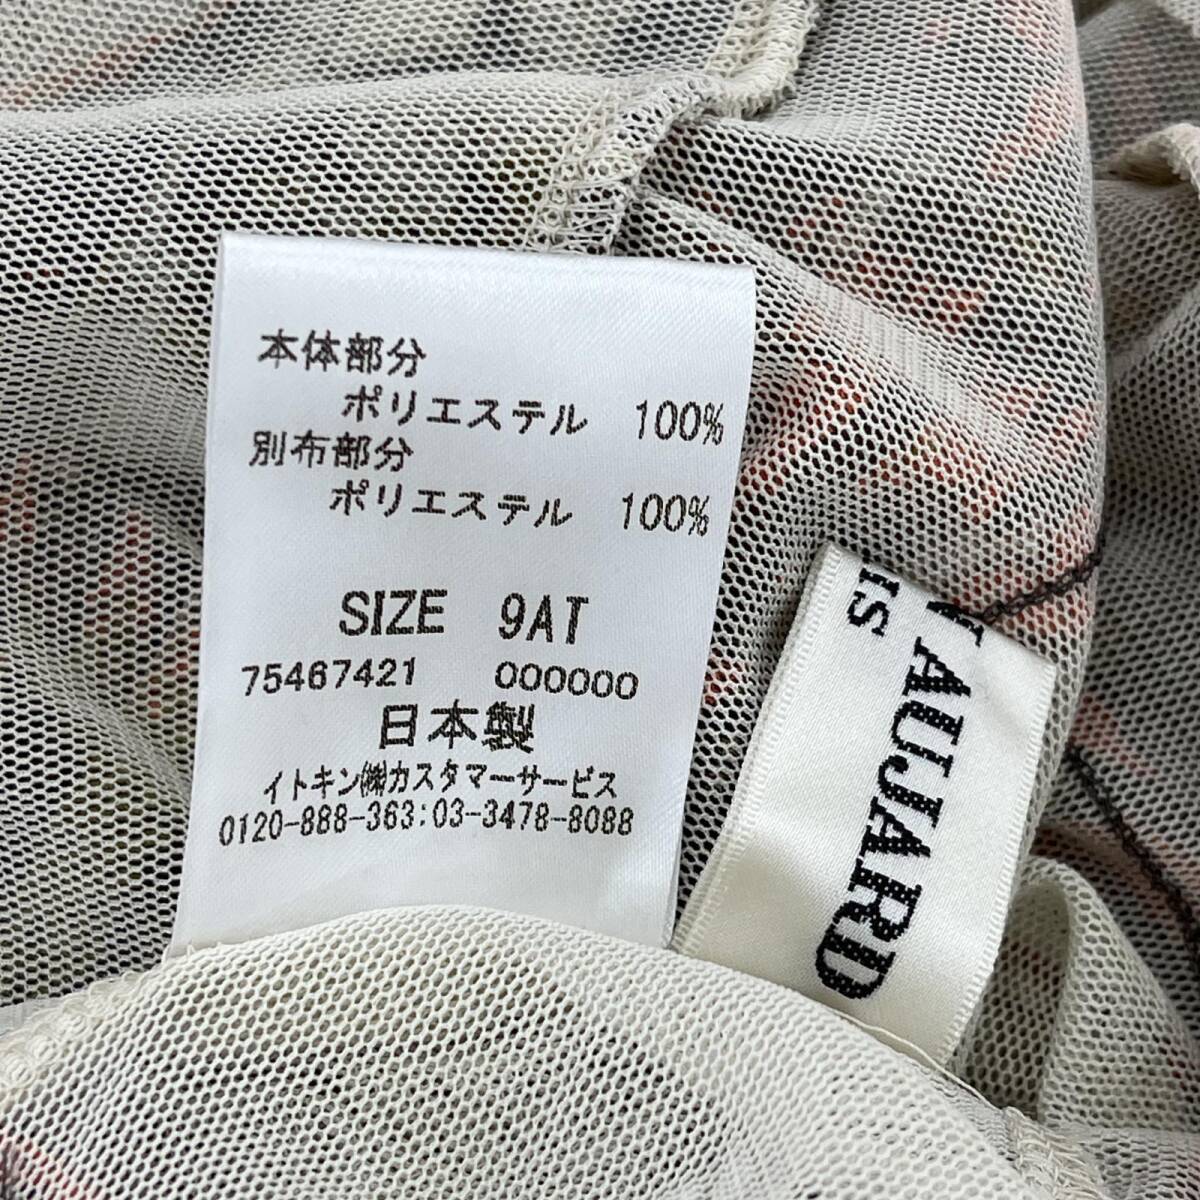 本体部分
ポリエステル 100%
別布部分
ポリエステル 100%
SIZE 9AT
75467421 000000
日本製
イトキン㈱カスタマーサービス
0120-888-363:03-3478-8088
AUJARD